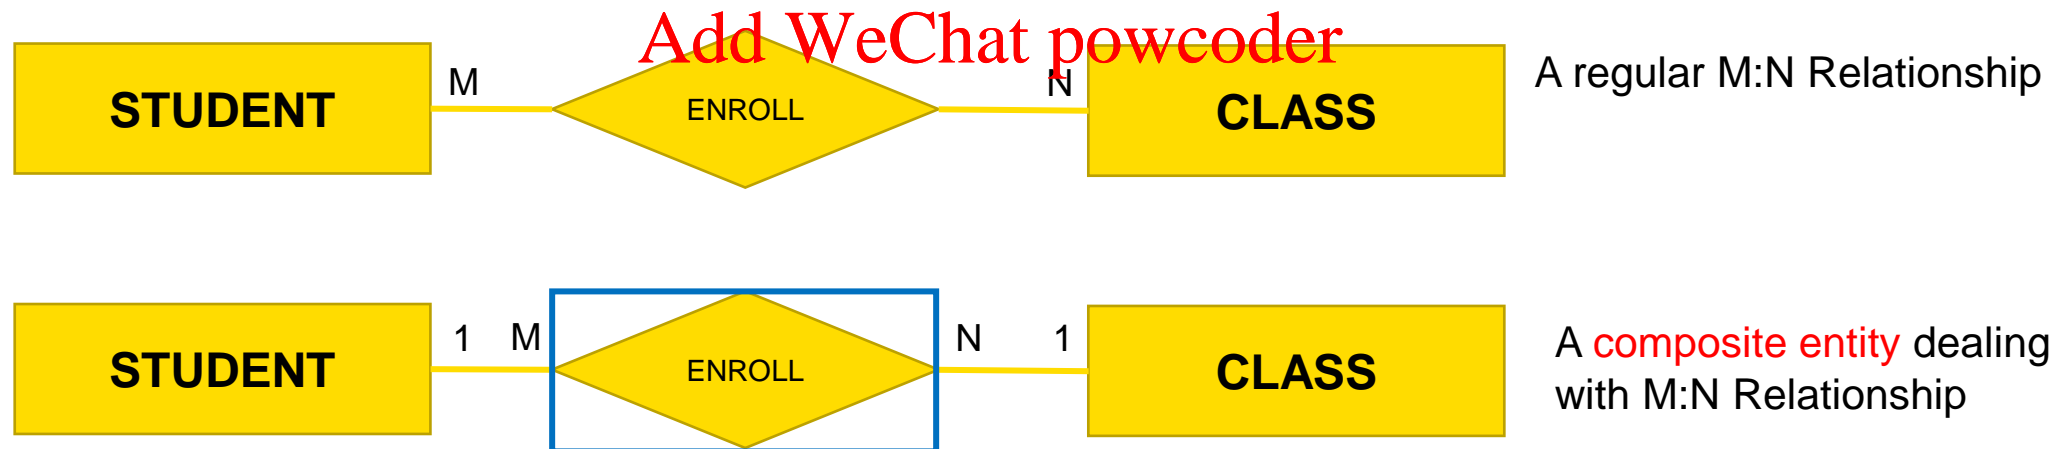 Add WeChat powcoder
STUDENT
M
ENROLL
N
CLASS
A regular M:N Relationship
STUDENT
1 M
ENROLL
N 1
CLASS
A composite entity dealing
with M:N Relationship